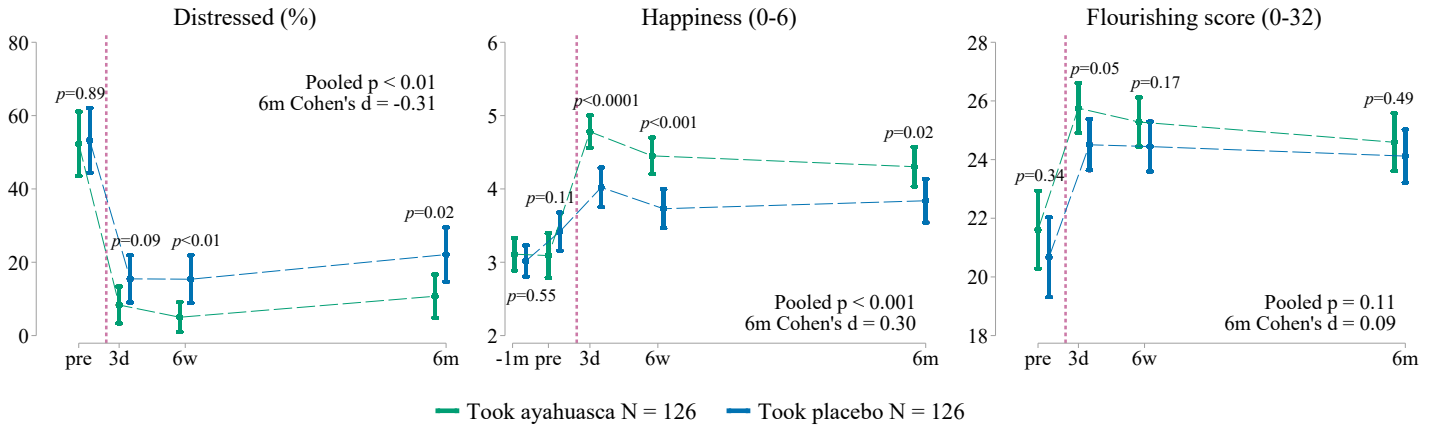 Distressed (%)
80
60
40
20
0
p=0.89
p=0.09
p<0.01
p=0.02
Pooled p < 0.01
6m Cohen's d = -0.31
pre 3d 6w 6m
Happiness (0-6)
6
5
4
3
2
p=0.55
p=0.11
p<0.0001
p<0.001
p=0.02
Pooled p < 0.001
6m Cohen's d = 0.30
-1m pre 3d 6w 6m
Flourishing score (0-32)
28
26
24
22
20
18
p=0.34
p=0.05
p=0.17
p=0.49
Pooled p = 0.11
6m Cohen's d = 0.09
pre 3d 6w 6m
Took ayahuasca N = 126 Took placebo N = 126